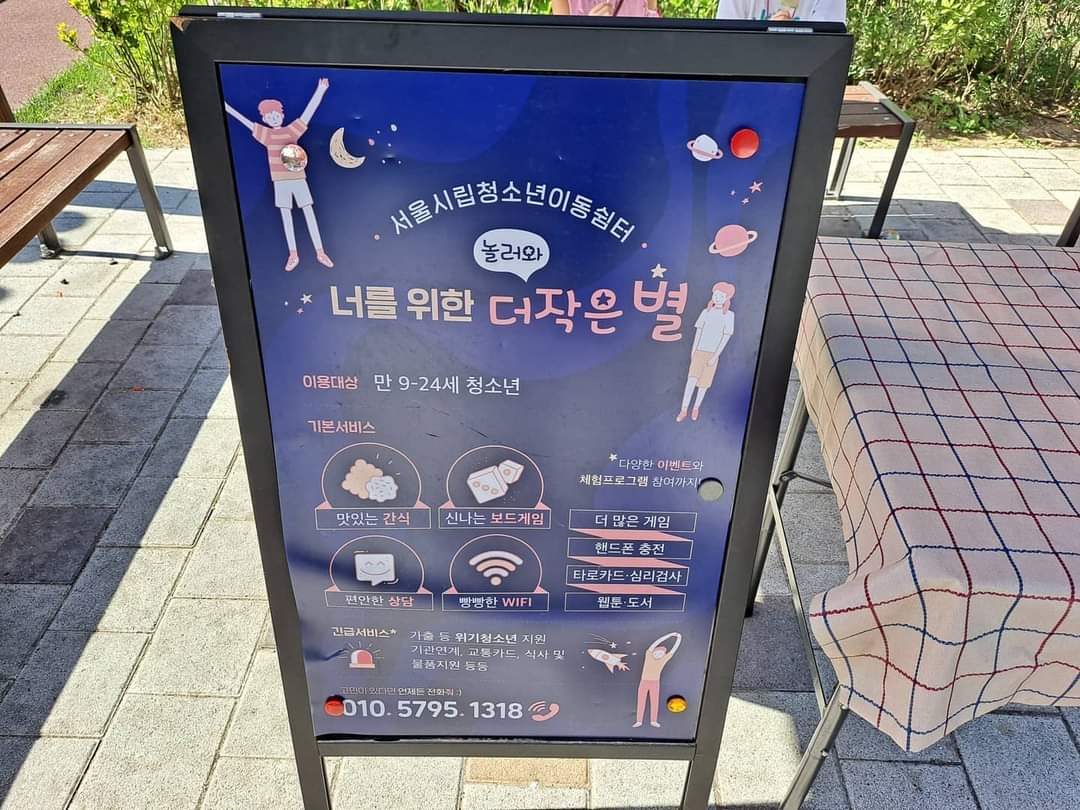 서울시립청소년이동쉼터
놀러와
너를 위한 더작은별
이용대상 만 9-24세 청소년
기본서비스
맛있는 간식
신나는 보드게임
편안한 상담
빵빵한 WIFI
다양한 이벤트와
체험프로그램 참여까지
더 많은 게임
핸드폰 충전
타로카드·심리검사
웹툰·도서
긴급서비스* 가출 등 위기청소년 지원
기관연계, 교통카드, 식사 및
물품지원 등등
고민이 있다면 언제든 전화줘 :)
010. 5795. 1318